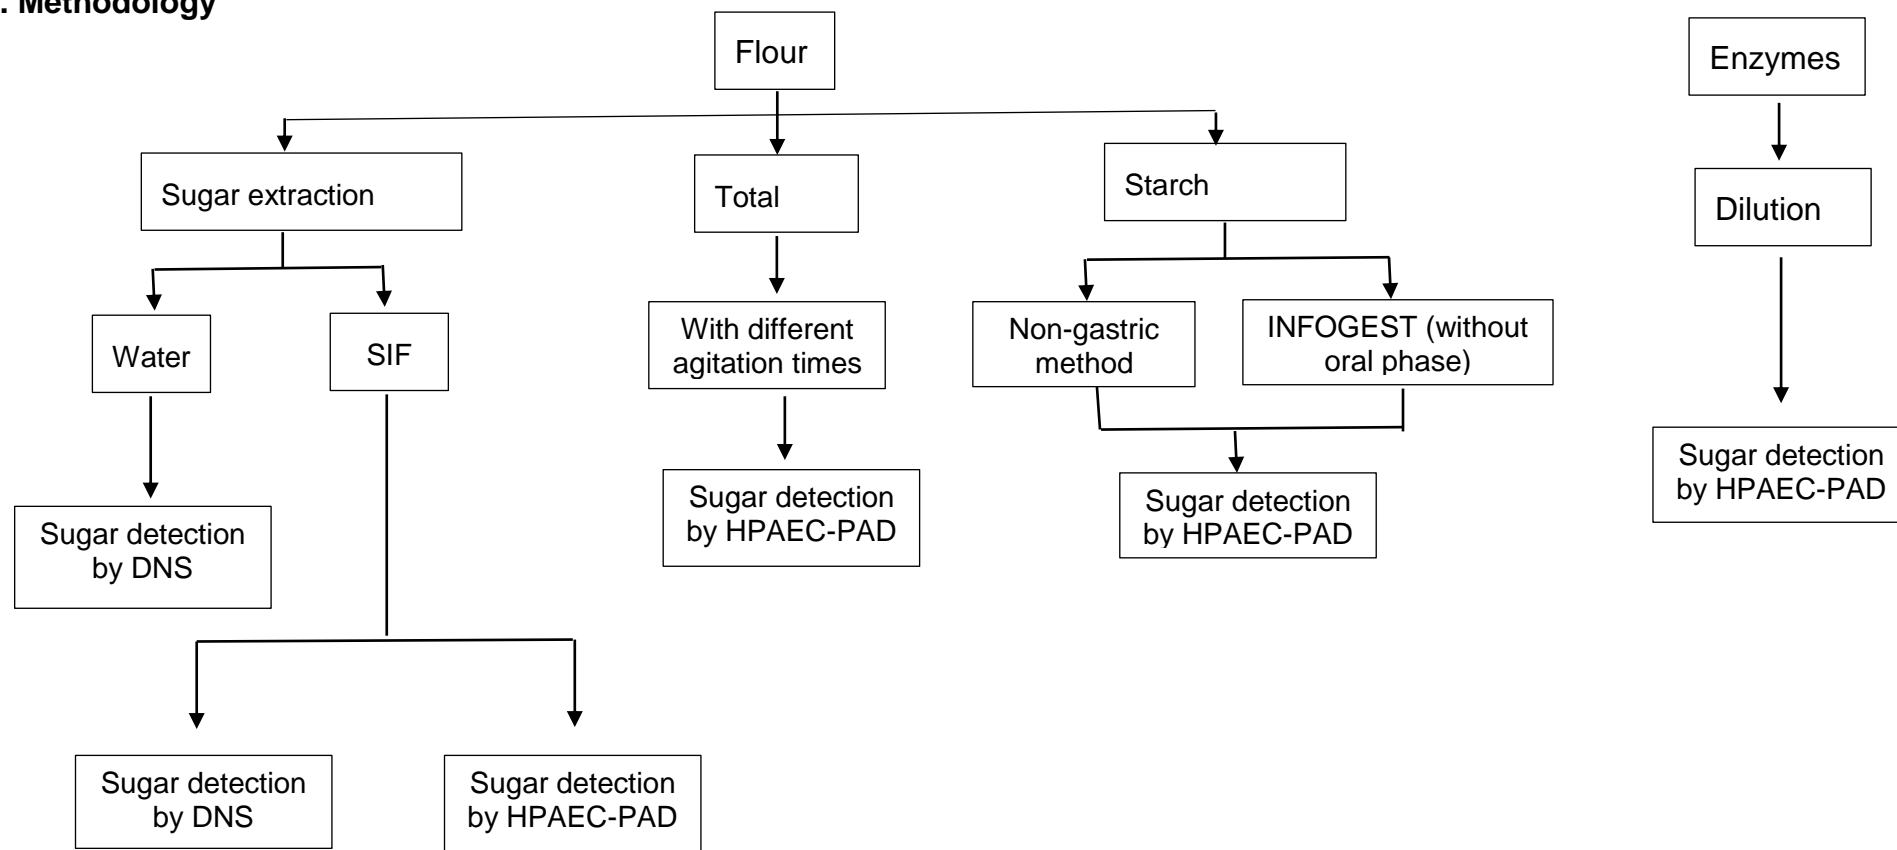 . Methodology
Flour
Enzymes
Sugar extraction
Total
Starch
Dilution
Water
SIF
With different
agitation times
Non-gastric
method
INFOGEST (without
oral phase)
Sugar detection
by DNS
Sugar detection
by HPAEC-PAD
Sugar detection
by HPAEC-PAD
Sugar detection
by HPAEC-PAD
Sugar detection
by DNS
Sugar detection
by HPAEC-PAD